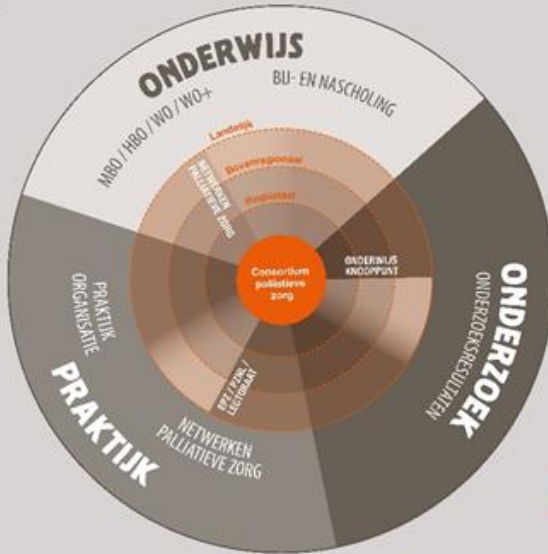 ONDERWIJS
MBO / HBO / WO / WO+
BIJ- EN NASCHOLING
Landelijk
Bovenregionaal
Regionaal
NETWERKEN
PALLIATIEVE ZORG
Consortium
palliatieve
zorg
ONDERWIJS
KNOOPPUNT
ONDERZOEK
ONDERZOEKSRESULTATEN
PRAKTIJK
ORGANISATIE
PRAKTIJK
EPZ / PZNL /
LECTORAAT
NETWERKEN
PALLIATIEVE ZORG